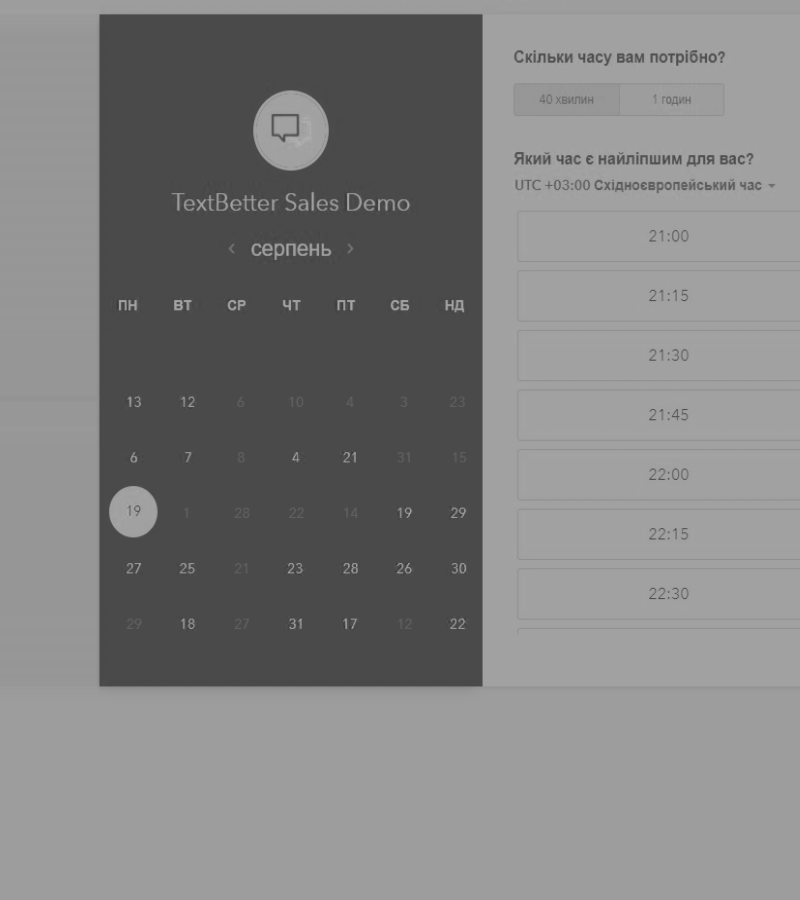 TextBetter Sales Demo
серпень
ПН ВТ СР ЧТ ПТ СБ НД
13 12 6 10 4 3 23
6 7 8 4 21 31 15
19 1 28 22 14 19 29
27 25 21 23 28 26 30
29 18 27 31 17 12 22
Скільки часу вам потрібно?
40 хвилин 1 годин
Який час є найліпшим для вас?
UTC +03:00 Східноєвропейський час
21:00
21:15
21:30
21:45
22:00
22:15
22:30